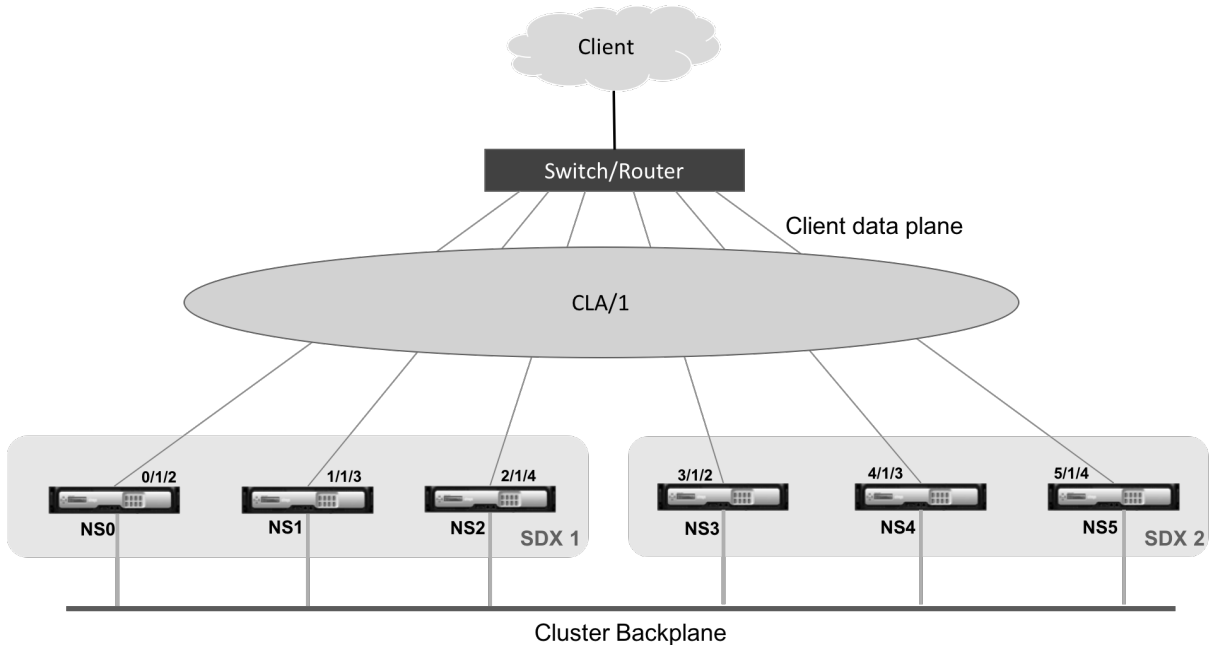 Client
Switch/Router
Client data plane
CLA/1
0/1/2
1/1/3
2/1/4
3/1/2
4/1/3
5/1/4
NS0
NS1
NS2
NS3
NS4
NS5
SDX 1
SDX 2
Cluster Backplane